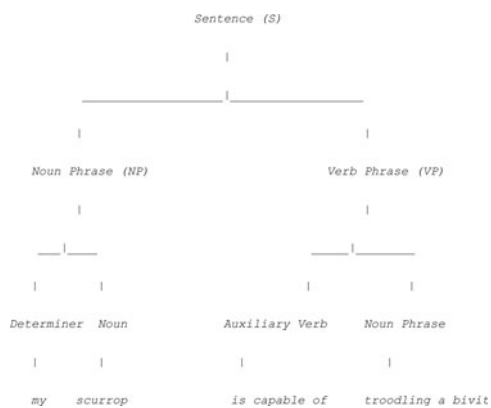 Sentence (S)
Noun Phrase (NP) Verb Phrase (VP)
Determiner Noun Auxiliary Verb Noun Phrase
my scurrop is capable of troodling a bivit